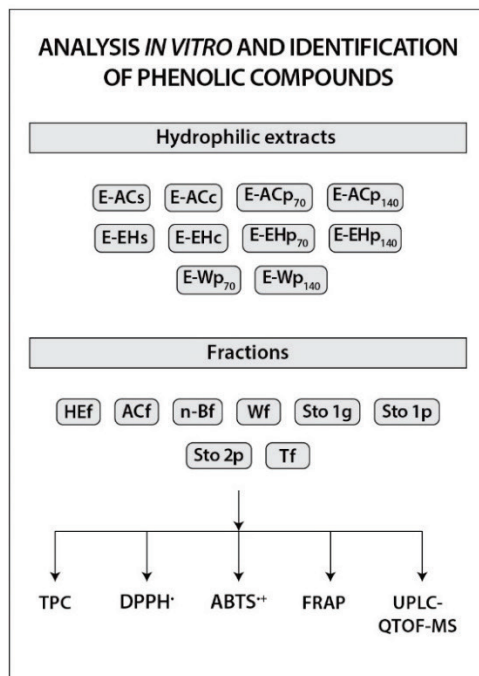 ANALYSIS IN VITRO AND IDENTIFICATION
OF PHENOLIC COMPOUNDS
Hydrophilic extracts
E-ACs E-ACc E-ACp₇₀ E-ACp₁₄₀
E-EHs E-EHc E-EHp₇₀ E-EHp₁₄₀
E-Wp₇₀ E-Wp₁₄₀
Fractions
HEf ACf n-Bf Wf Sto 1g Sto 1p
Sto 2p Tf
TPC DPPH• ABTS•+ FRAP UPLC-
QTOF-MS